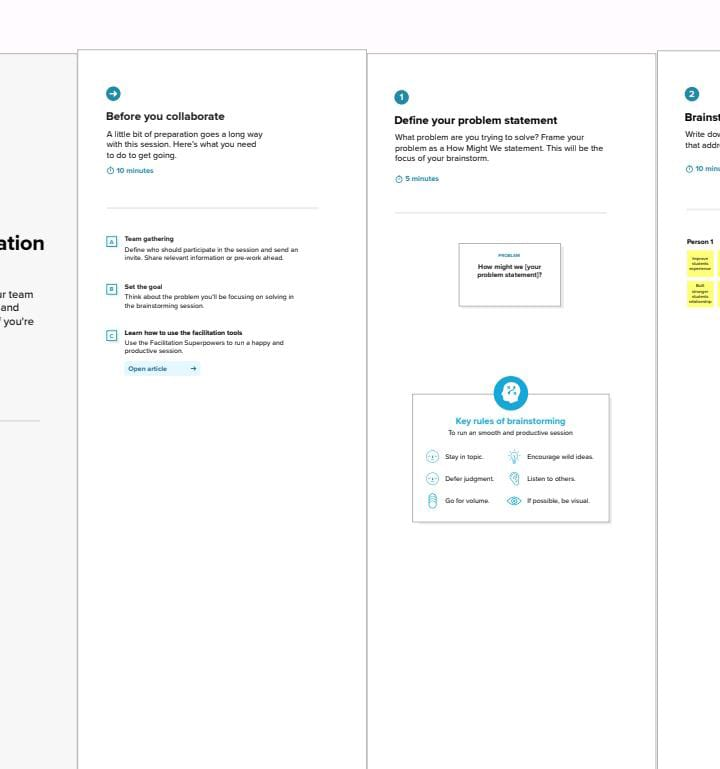 ation
ur team
and
f you're
Before you collaborate
A little bit of preparation goes a long way
with this session. Here's what you need
to do to get going.
10 minutes
A
Team gathering
Define who should participate in the session and send an
invite. Share relevant information or pre-work ahead.
B
Set the goal
Think about the problem you'll be focusing on solving in
the brainstorming session.
C
Learn how to use the facilitation tools
Use the Facilitation Superpowers to run a happy and
productive session.
Open article
1
Define your problem statement
What problem are you trying to solve? Frame your
problem as a How Might We statement. This will be the
focus of your brainstorm.
5 minutes
PROBLEM
How might we [your
problem statement]?
Key rules of brainstorming
To run an smooth and productive session
Stay in topic.
Encourage wild ideas.
Defer judgment.
Listen to others.
Go for volume.
If possible, be visual.
2
Brainst
Write dow
that addr
10 minu
Person 1
Improve
students
experience
Built
stronger
students
relationship